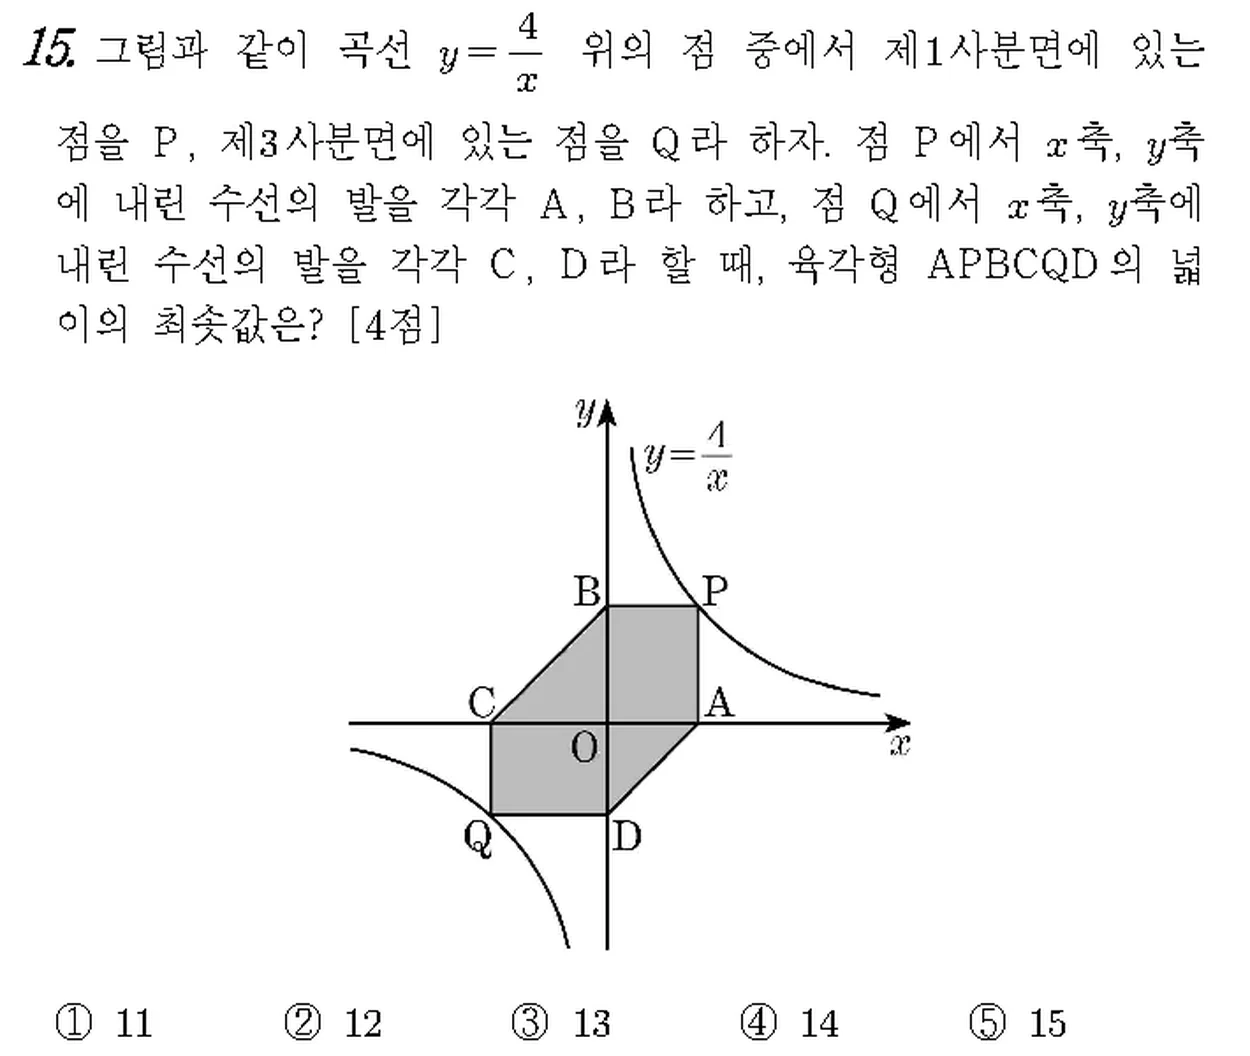 15. 그림과 같이 곡선 y=4/x 위의 점 중에서 제1사분면에 있는
점을 P, 제3사분면에 있는 점을 Q라 하자. 점 P에서 x축, y축
에 내린 수선의 발을 각각 A, B라 하고, 점 Q에서 x축, y축에
내린 수선의 발을 각각 C, D라 할 때, 육각형 APBCQD의 넓
이의 최솟값은? [4점]
y
y=4/x
B
P
C
A
O
x
Q
D
① 11 ② 12 ③ 13 ④ 14 ⑤ 15